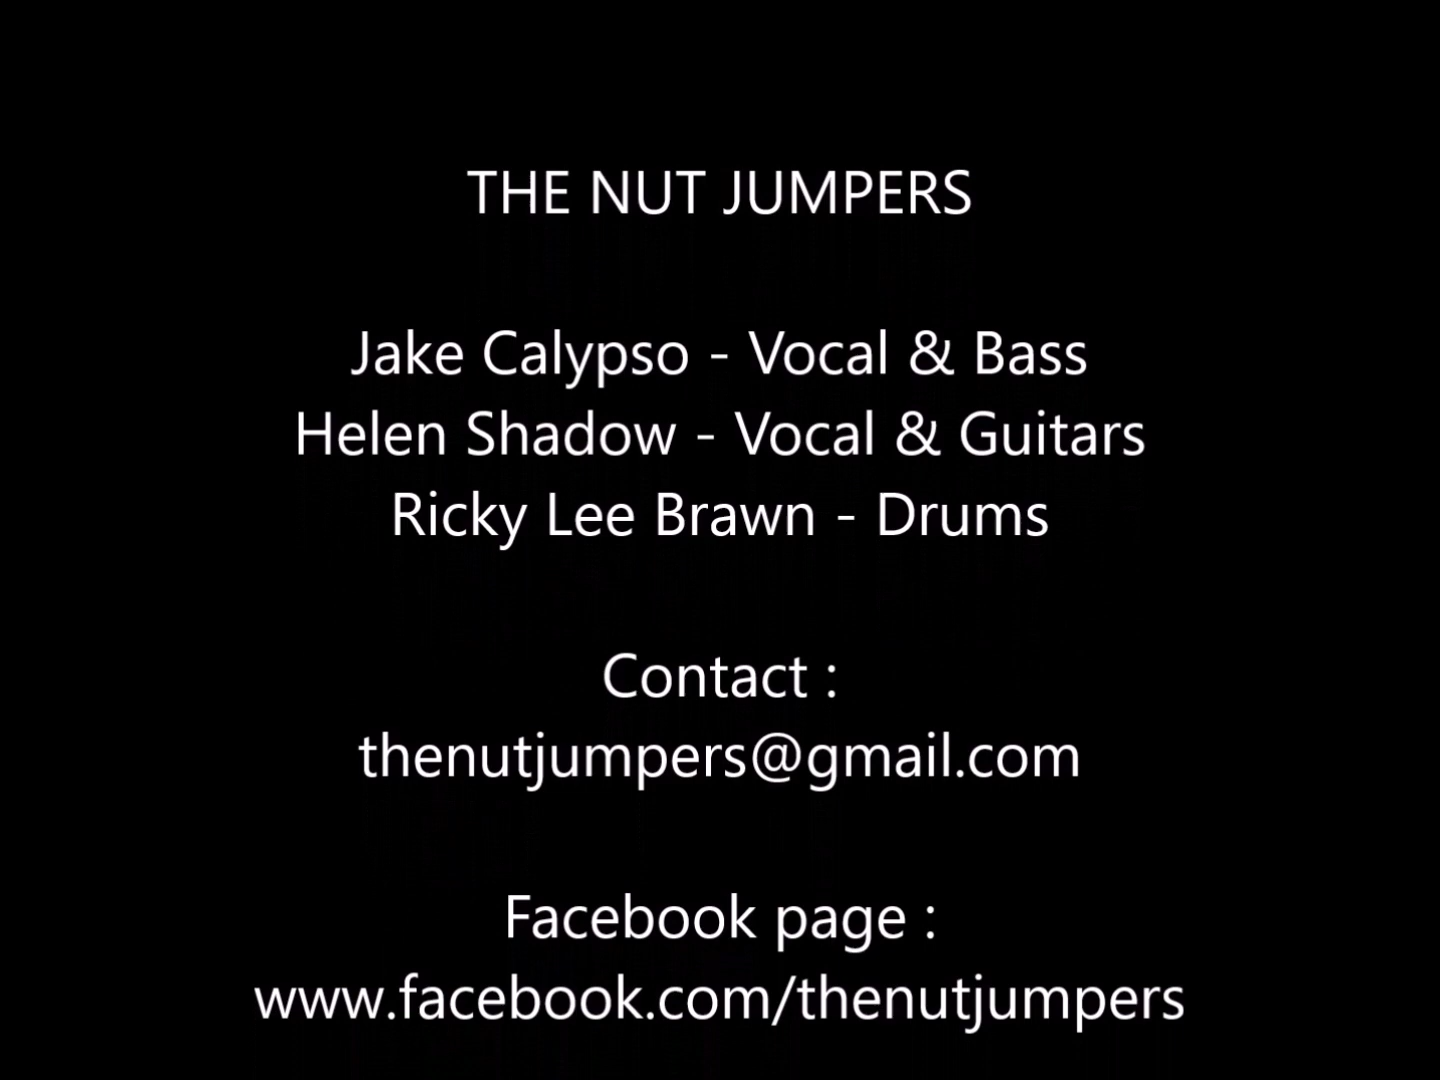 THE NUT JUMPERS
Jake Calypso - Vocal & Bass
Helen Shadow - Vocal & Guitars
Ricky Lee Brawn - Drums
Contact :
thenutjumpers@gmail.com
Facebook page :
www.facebook.com/thenutjumpers